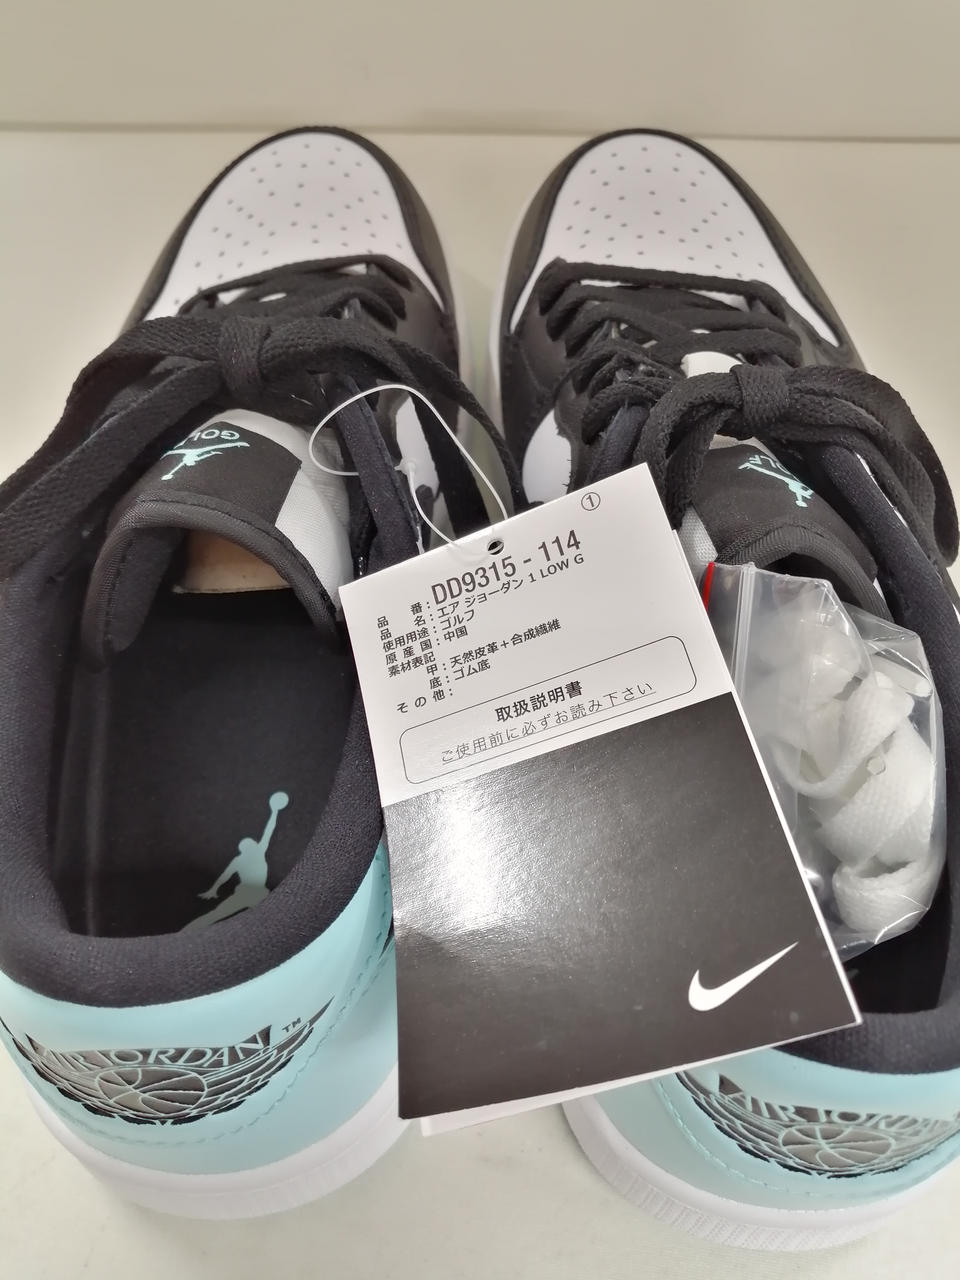 GOLF
GOLF
①
品番：DD9315 - 114
品名：エア ジョーダン 1 LOW G
使用用途：ゴルフ
原産国：中国
素材表記
甲：天然皮革＋合成繊維
底：ゴム底
その他：
取扱説明書
ご使用前に必ずお読み下さい
AIR JORDAN™
AIR JORDAN